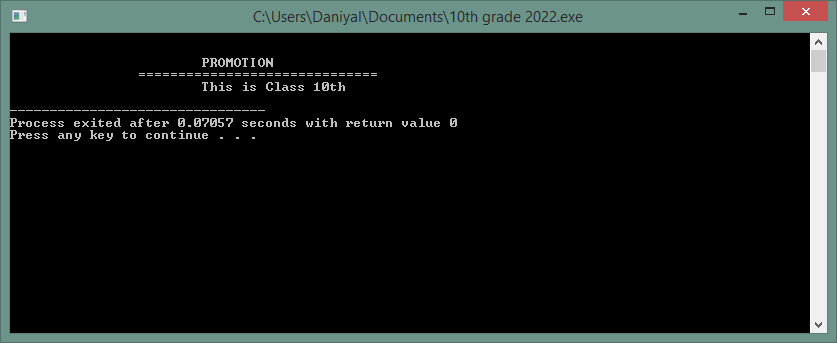 C:\Users\Daniyal\Documents\10th grade 2022.exe
PROMOTION
==============================
This is Class 10th
--------------------------------
Process exited after 0.07057 seconds with return value 0
Press any key to continue . . .